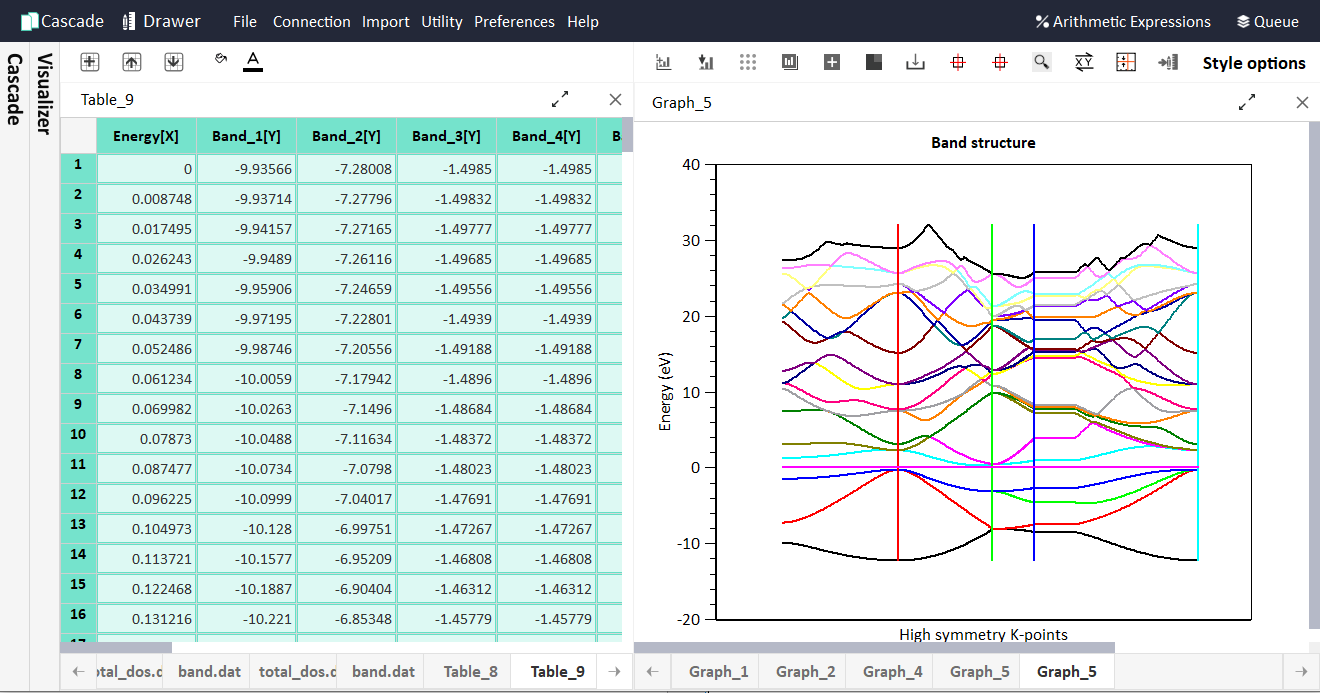 Cascade Drawer File Connection Import Utility Preferences Help Arithmetic Expressions Queue
Cascade
Visualizer
A
XY
Style options
Table_9
Graph_5
Energy[X] Band_1[Y] Band_2[Y] Band_3[Y] Band_4[Y]
1 0 -9.93566 -7.28008 -1.4985 -1.4985
2 0.008748 -9.93714 -7.27796 -1.49832 -1.49832
3 0.017495 -9.94157 -7.27165 -1.49777 -1.49777
4 0.026243 -9.9489 -7.26116 -1.49685 -1.49685
5 0.034991 -9.95906 -7.24659 -1.49556 -1.49556
6 0.043739 -9.97195 -7.22801 -1.4939 -1.4939
7 0.052486 -9.98746 -7.20556 -1.49188 -1.49188
8 0.061234 -10.0059 -7.17942 -1.4896 -1.4896
9 0.069982 -10.0263 -7.1496 -1.48684 -1.48684
10 0.07873 -10.0488 -7.11634 -1.48372 -1.48372
11 0.087477 -10.0734 -7.0798 -1.48023 -1.48023
12 0.096225 -10.0999 -7.04017 -1.47691 -1.47691
13 0.104973 -10.128 -6.99751 -1.47267 -1.47267
14 0.113721 -10.1577 -6.95209 -1.46808 -1.46808
15 0.122468 -10.1887 -6.90404 -1.46312 -1.46312
16 0.131216 -10.221 -6.85348 -1.45779 -1.45779
Band structure
Energy (eV)
40
30
20
10
0
-10
-20
High symmetry K-points
otal_dos.d band.dat total_dos.d band.dat Table_8 Table_9
Graph_1 Graph_2 Graph_4 Graph_5 Graph_5